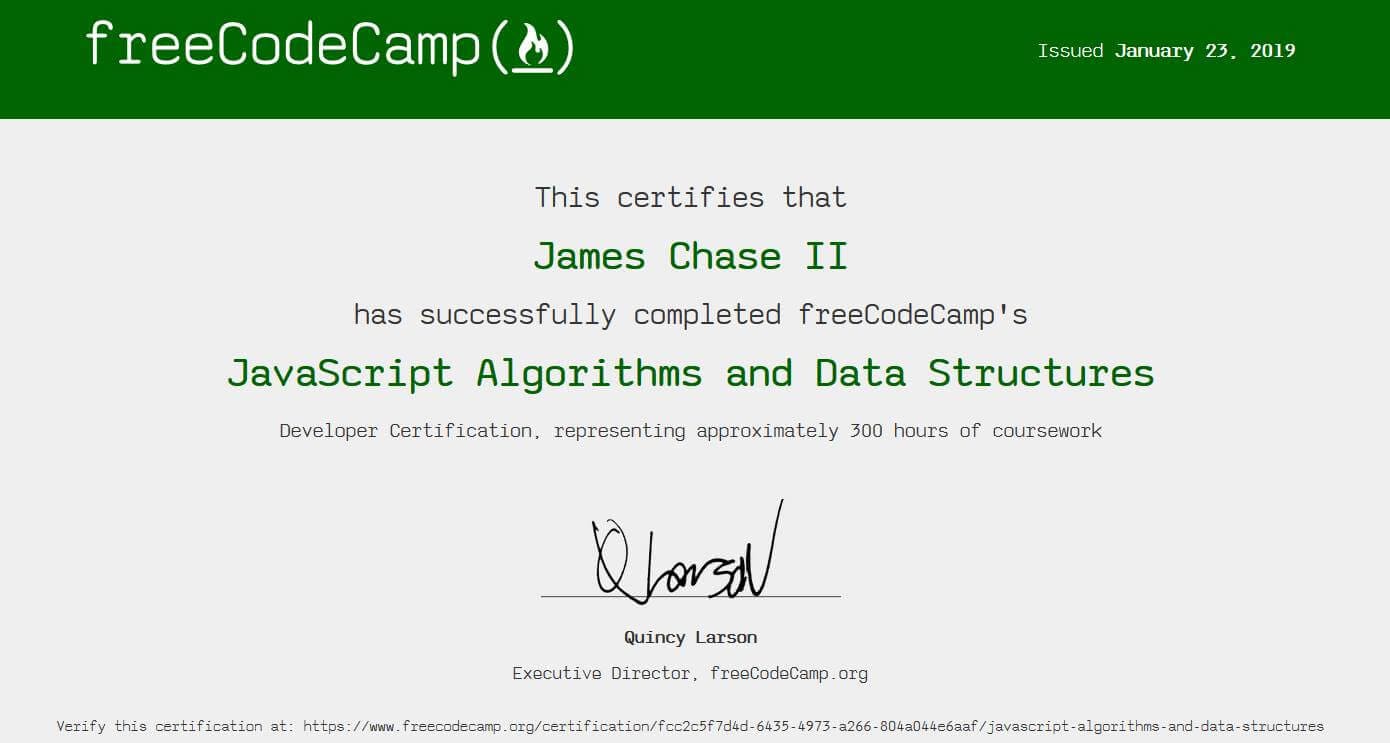 freeCodeCamp(🔥)
Issued January 23, 2019
This certifies that
James Chase II
has successfully completed freeCodeCamp's
JavaScript Algorithms and Data Structures
Developer Certification, representing approximately 300 hours of coursework
QLarson
Quincy Larson
Executive Director, freeCodeCamp.org
Verify this certification at: https://www.freecodecamp.org/certification/fcc2c5f7d4d-6435-4973-a266-804a044e6aaf/javascript-algorithms-and-data-structures